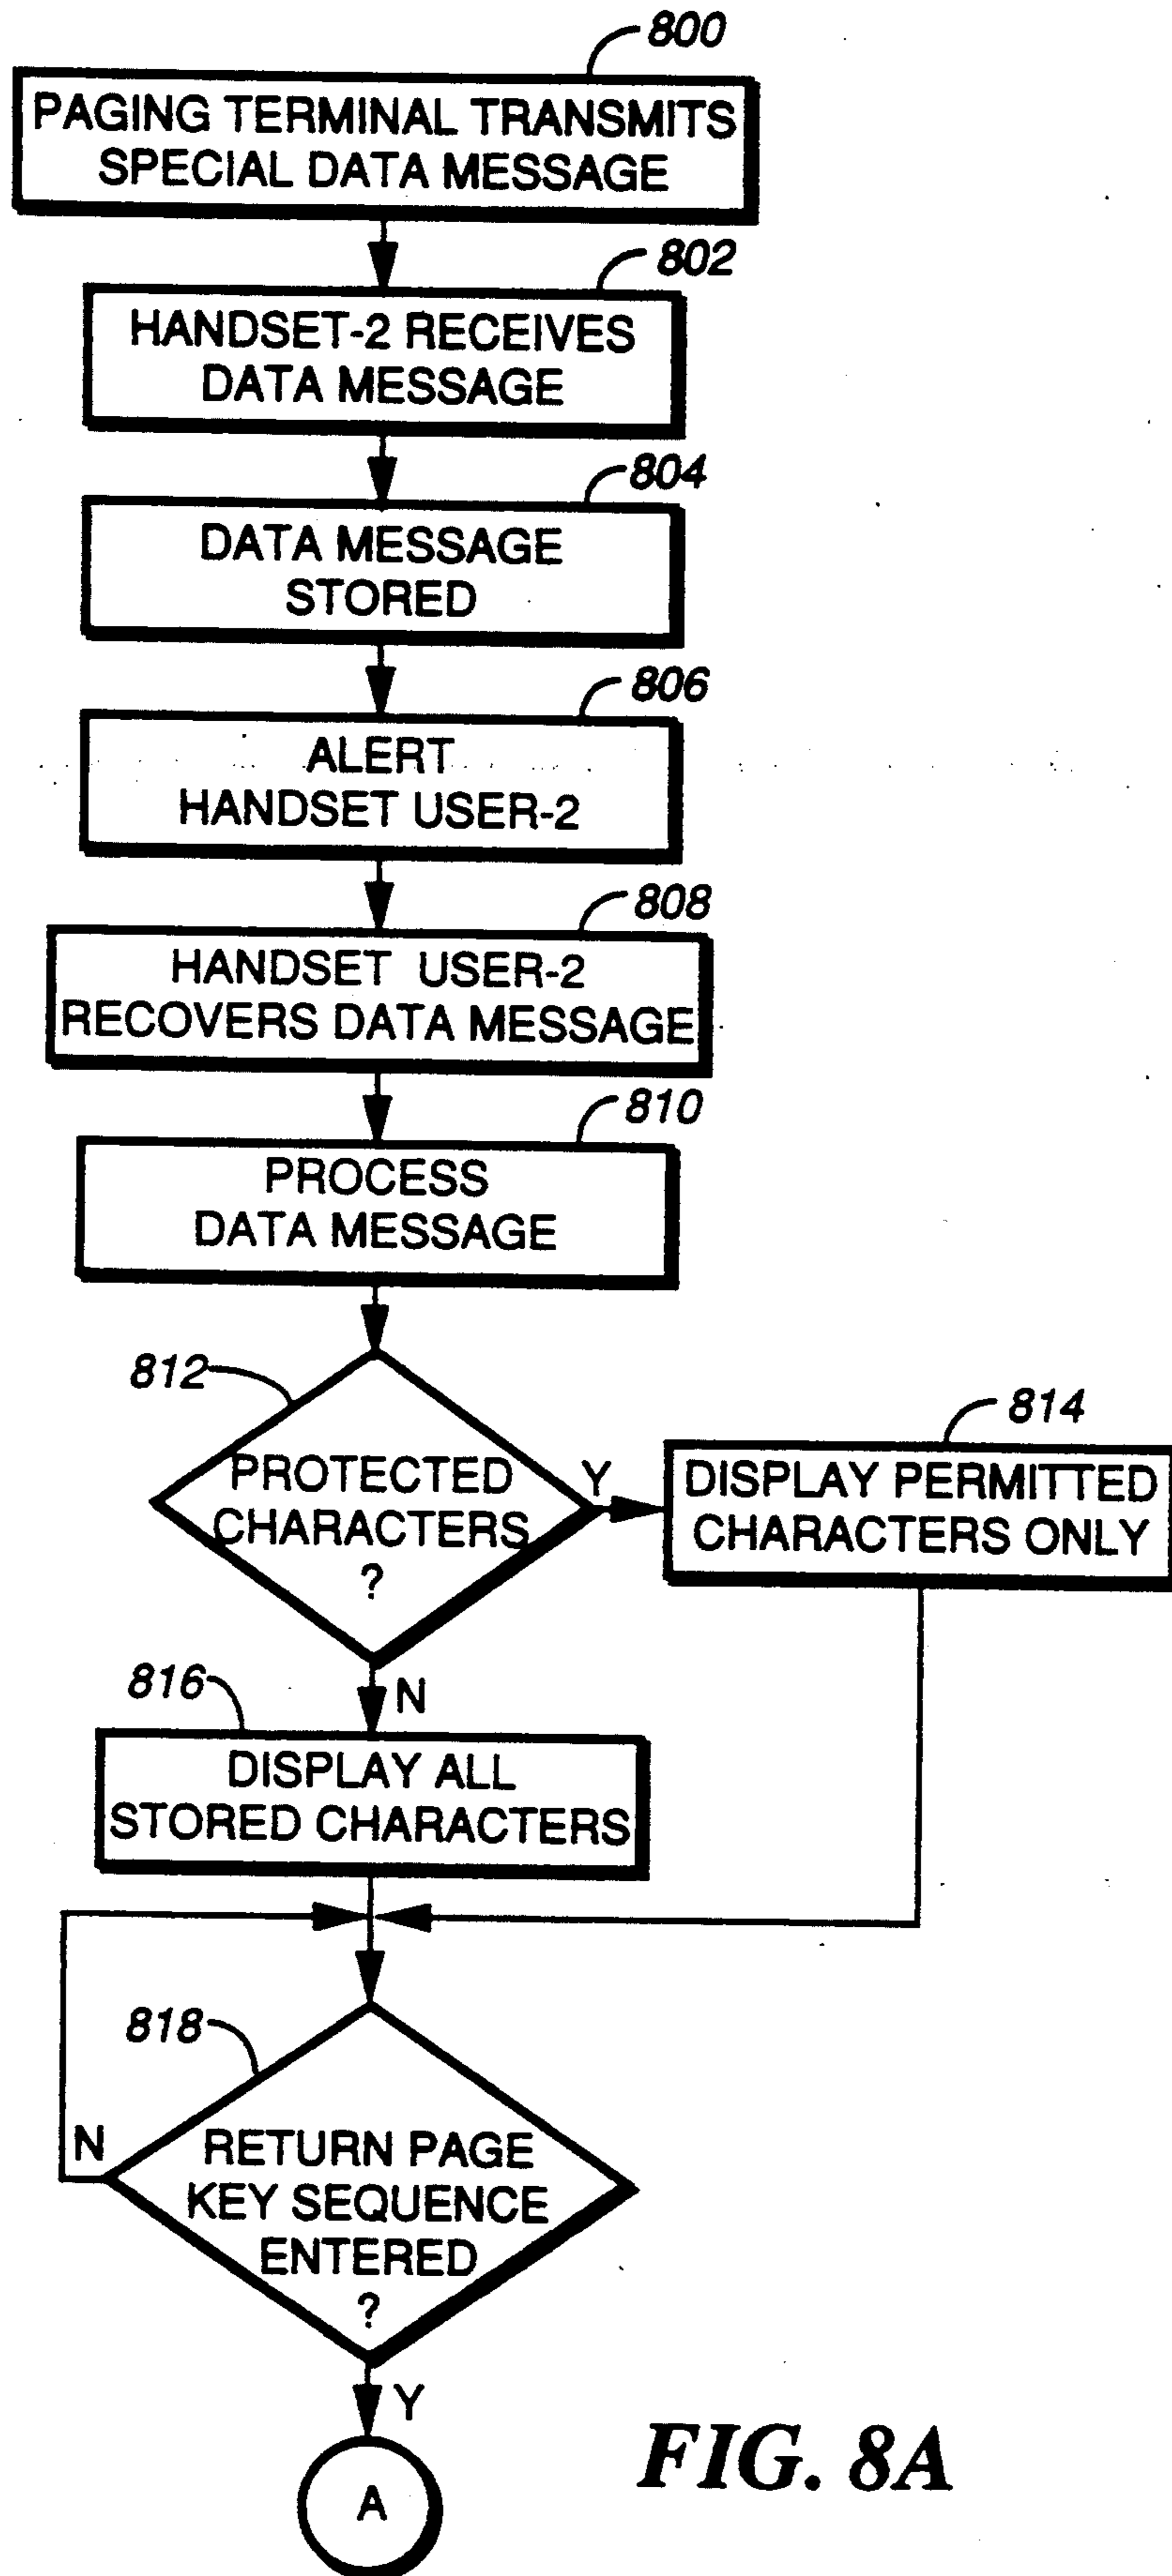 800
PAGING TERMINAL TRANSMITS
SPECIAL DATA MESSAGE
802
HANDSET-2 RECEIVES
DATA MESSAGE
804
DATA MESSAGE
STORED
806
ALERT
HANDSET USER-2
808
HANDSET USER-2
RECOVERS DATA MESSAGE
810
PROCESS
DATA MESSAGE
812
PROTECTED
CHARACTERS
?
Y
814
DISPLAY PERMITTED
CHARACTERS ONLY
N
816
DISPLAY ALL
STORED CHARACTERS
818
N
RETURN PAGE
KEY SEQUENCE
ENTERED
?
Y
A
FIG. 8A